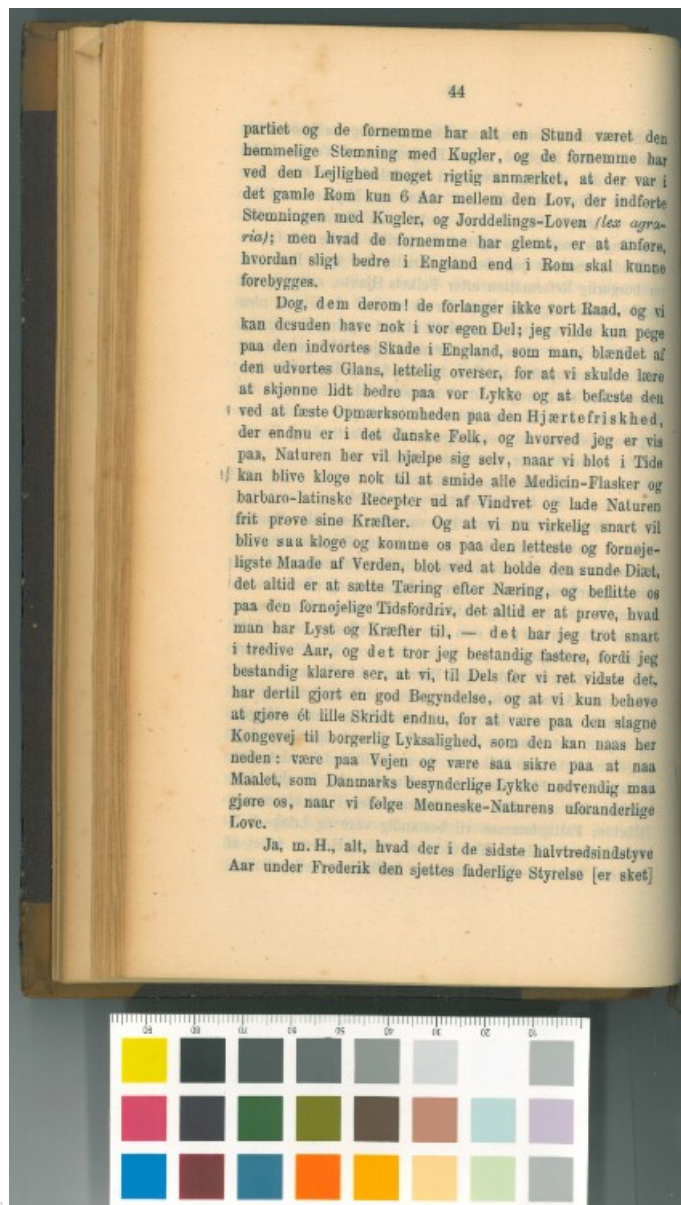 44
partiet og de fornemme har alt en Stund været den
hemmelige Stemning med Kugler, og de fornemme har
ved den Lejlighed meget rigtig anmærket, at der var i
det gamle Rom kun 6 Aar mellem den Lov, der indførte
Stemningen med Kugler, og Jorddelings-Loven (lex agra-
ria); men hvad de fornemme har glemt, er at anføre,
hvordan sligt bedre i England end i Rom skal kunne
forebygges.
Dog, dem derom! de forlanger ikke vort Raad, og vi
kan desuden have nok i vor egen Del; jeg vilde kun pege
paa den indvortes Skade i England, som man, blændet af
den udvortes Glans, lettelig overser, for at vi skulde lære
at skjønne lidt bedre paa vor Lykke og at befæste den
ved at fæste Opmærksomheden paa den Hjærtefriskhed,
der endnu er i det danske Folk, og hvorved jeg er vis
paa, Naturen her vil hjælpe sig selv, naar vi blot i Tide
kan blive kloge nok til at smide alle Medicin-Flasker og
barbaro-latinske Recepter ud af Vindvet og lade Naturen
frit prøve sine Kræfter. Og at vi nu virkelig snart vil
blive saa kloge og komme os paa den letteste og fornøje-
ligste Maade af Verden, blot ved at holde den sunde Diæt,
det altid er at sætte Tæring efter Næring, og beflitte os
paa den fornøjelige Tidsfordriv, det altid er at prøve, hvad
man har Lyst og Kræfter til, — det har jeg trot snart
i tredive Aar, og det tror jeg bestandig fastere, fordi jeg
bestandig klarere ser, at vi, til Dels før vi ret vidste det,
har dertil gjort en god Begyndelse, og at vi kun behøve
at gjøre ét lille Skridt endnu, for at være paa den slagne
Kongevej til borgerlig Lyksalighed, som den kan naas her
neden: være paa Vejen og være saa sikre paa at naa
Maalet, som Danmarks besynderlige Lykke nødvendig maa
gjøre os, naar vi følge Menneske-Naturens uforanderlige
Love.
Ja, m. H., alt, hvad der i de sidste halvtredsindstyve
Aar under Frederik den sjettes faderlige Styrelse [er sket]
90 80 70 60 50 40 30 20 10